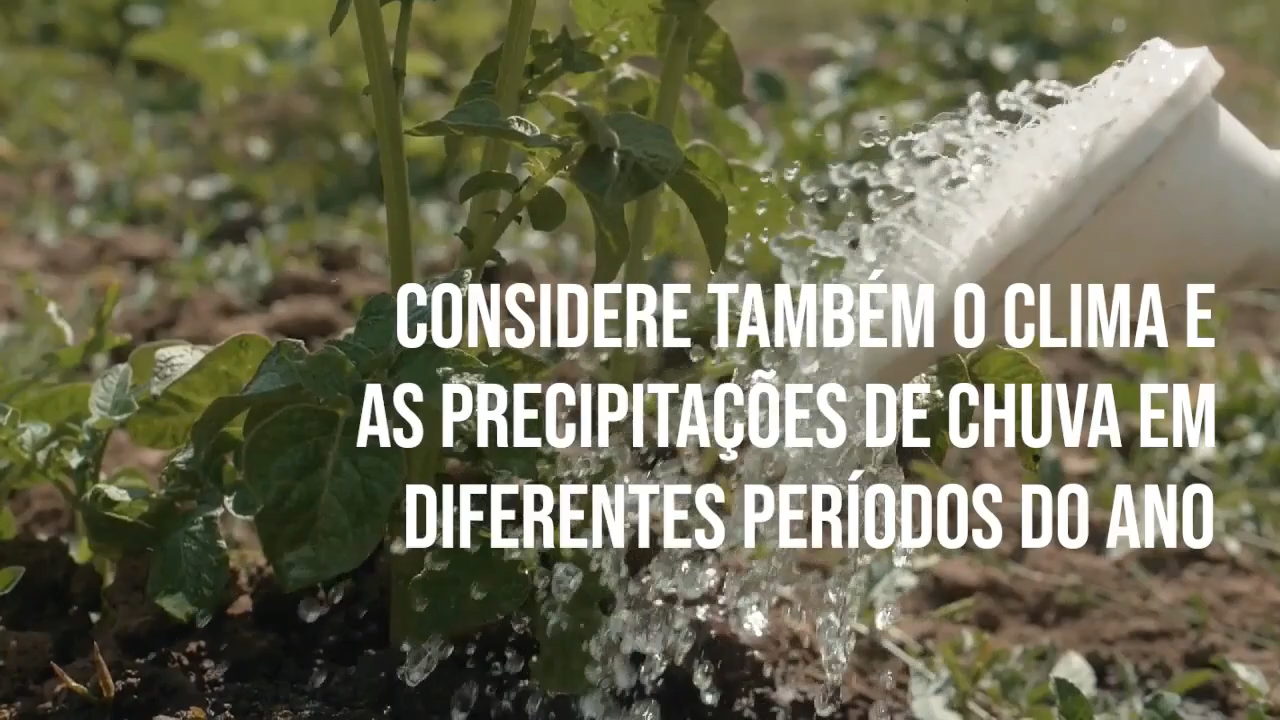 CONSIDERE TAMBÉM O CLIMA E
AS PRECIPITAÇÕES DE CHUVA EM
DIFERENTES PERÍODOS DO ANO